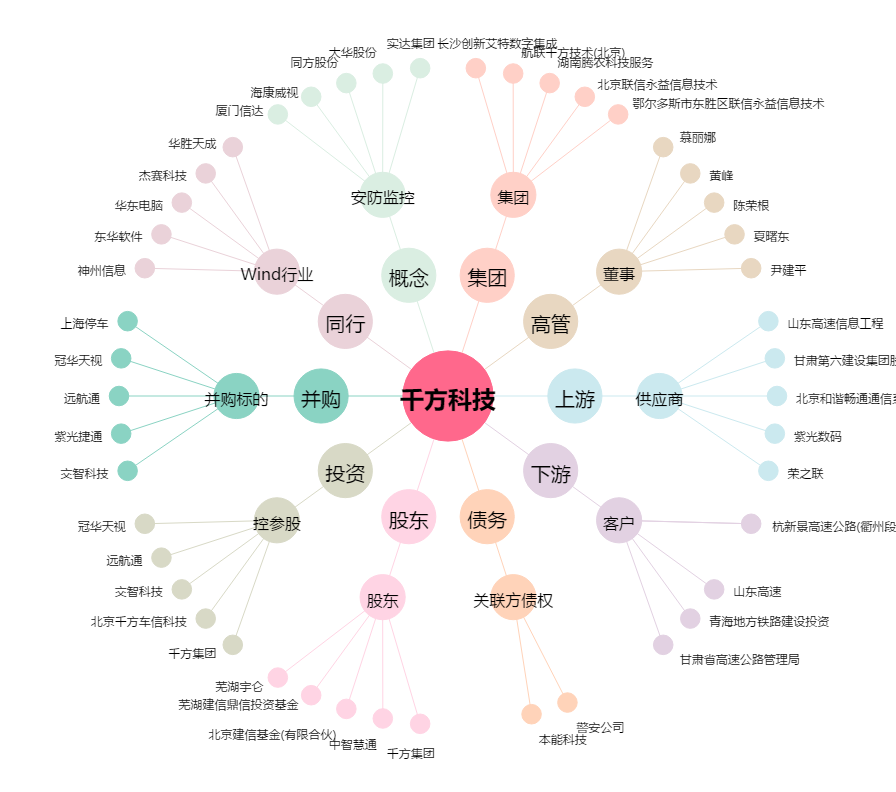 实达集团
长沙创新艾特数字集成
大华股份
航联千方技术(北京)
同方股份
湖南腾农科技服务
海康威视
北京联信永益信息技术
厦门信达
鄂尔多斯市东胜区联信永益信息技术
华胜天成
慕丽娜
杰赛科技
黄峰
安防监控
集团
华东电脑
陈荣根
东华软件
夏曙东
神州信息
Wind行业
概念
集团
董事
尹建平
上海停车
同行
高管
山东高速信息工程
冠华天视
甘肃第六建设集团股
远航通
并购标的
并购
千方科技
上游
供应商
北京和谐畅通通信系
紫光捷通
紫光数码
交智科技
投资
下游
荣之联
冠华天视
控参股
股东
债务
客户
杭新景高速公路(衢州段
远航通
交智科技
山东高速
股东
关联方债权
北京千方车信科技
青海地方铁路建设投资
千方集团
甘肃省高速公路管理局
芜湖宇仑
芜湖建信鼎信投资基金
北京建信基金(有限合伙)
警安公司
中智慧通
本能科技
千方集团